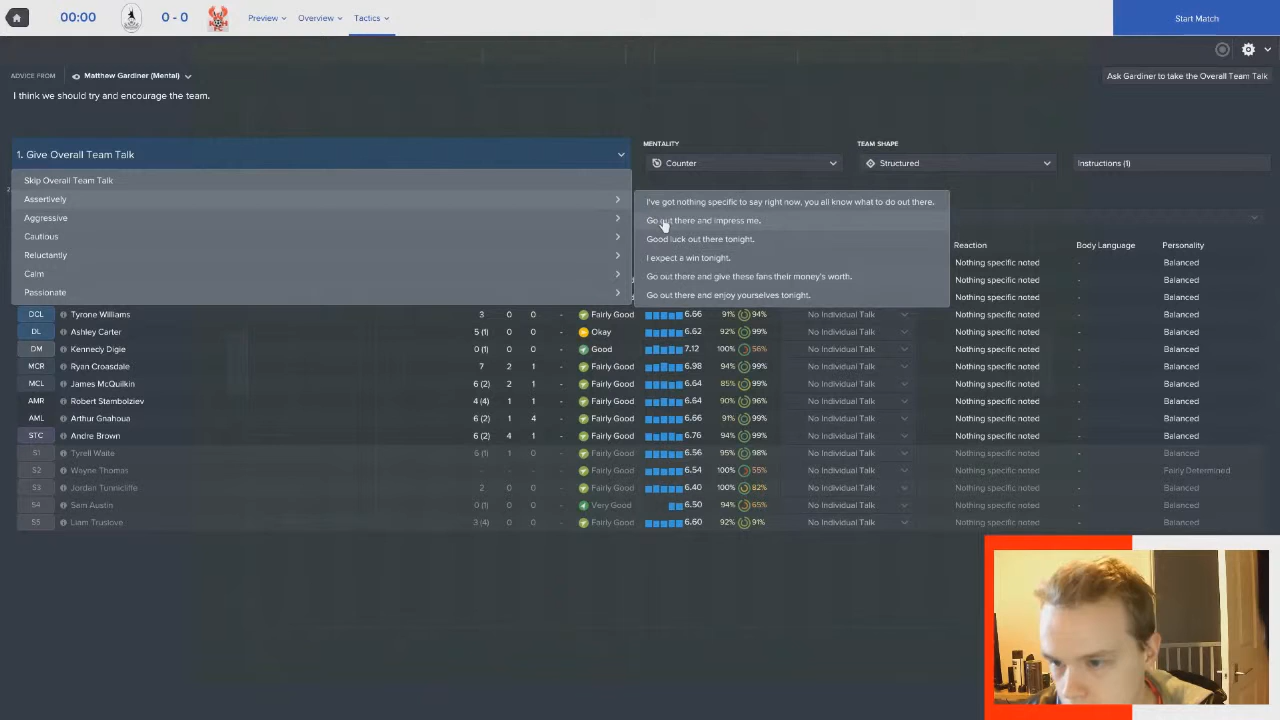 00:00 0 - 0 Preview Overview Tactics Start Match
ADVICE FROM Matthew Gardiner (Mental) Ask Gardiner to take the Overall Team Talk
I think we should try and encourage the team.
MENTALITY TEAM SHAPE
1. Give Overall Team Talk Counter Structured Instructions (1)
Skip Overall Team Talk
2
Assertively I've got nothing specific to say right now, you all know what to do out there.
Aggressive Go out there and impress me.
Cautious Good luck out there tonight. Reaction Body Language Personality
Reluctantly I expect a win tonight. Nothing specific noted - Balanced
Calm Go out there and give these fans their money's worth. Nothing specific noted - Balanced
Passionate Go out there and enjoy yourselves tonight. Nothing specific noted - Balanced
DCL Tyrone Williams 3 0 0 - Fairly Good 6.66 91% 94% No Individual Talk Nothing specific noted - Balanced
DL Ashley Carter 5 (1) 0 0 - Okay 6.62 92% 99% No Individual Talk Nothing specific noted - Balanced
DM Kennedy Digie 0 (1) 0 0 - Good 7.12 100% 56% No Individual Talk Nothing specific noted - Balanced
MCR Ryan Croasdale 7 2 1 - Fairly Good 6.98 94% 99% No Individual Talk Nothing specific noted - Balanced
MCL James McQuilkin 6 (2) 2 1 - Fairly Good 6.64 85% 99% No Individual Talk Nothing specific noted - Balanced
AMR Robert Stambolziev 4 (4) 1 1 - Fairly Good 6.64 90% 96% No Individual Talk Nothing specific noted - Balanced
AML Arthur Gnahoua 6 (2) 1 4 - Fairly Good 6.66 91% 99% No Individual Talk Nothing specific noted - Balanced
STC Andre Brown 6 (2) 4 1 - Fairly Good 6.76 94% 99% No Individual Talk Nothing specific noted - Balanced
S1 Tyrell Waite 6 (1) 1 0 - Fairly Good 6.56 95% 98% No Individual Talk Nothing specific noted - Balanced
S2 Wayne Thomas - - - - Fairly Good 6.54 100% 55% No Individual Talk Nothing specific noted - Fairly Determined
S3 Jordan Tunnicliffe 2 0 0 - Fairly Good 6.40 100% 82% No Individual Talk Nothing specific noted - Balanced
S4 Sam Austin 0 (1) 0 0 - Very Good 6.50 94% 65% No Individual Talk Nothing specific noted - Balanced
S5 Liam Truslove 3 (4) 0 0 - Fairly Good 6.60 92% 91% No Individual Talk Nothing specific noted - Balanced